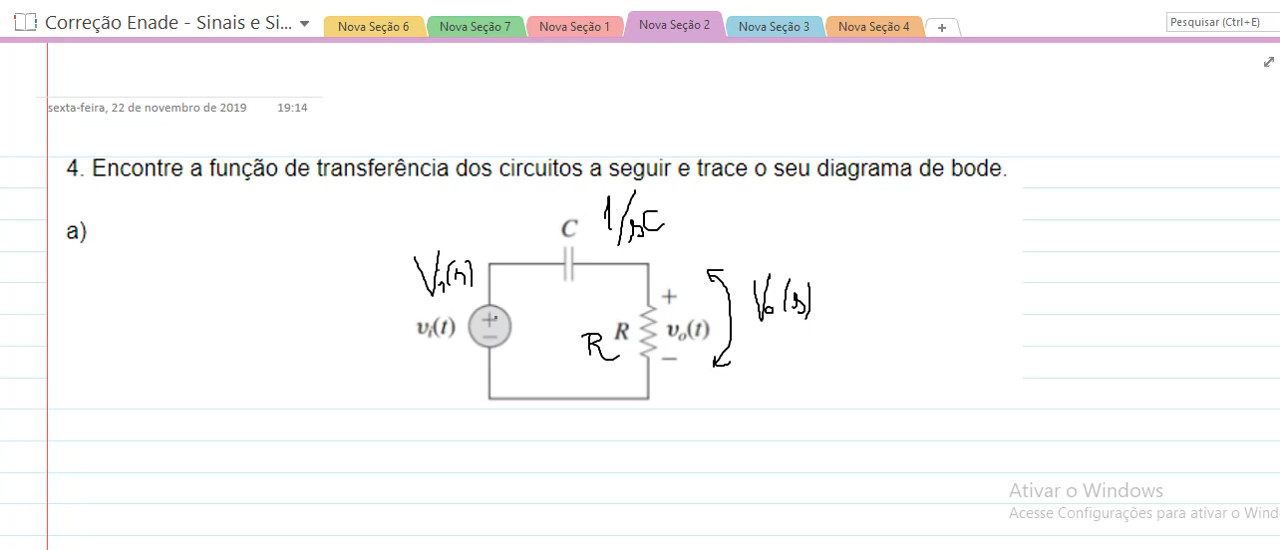 Correção Enade - Sinais e Si...
Nova Seção 6
Nova Seção 7
Nova Seção 1
Nova Seção 2
Nova Seção 3
Nova Seção 4
+
Pesquisar (Ctrl+E)
sexta-feira, 22 de novembro de 2019 19:14
4. Encontre a função de transferência dos circuitos a seguir e trace o seu diagrama de bode.
a)
C
1/sC
Vi(s)
vi(t)
+
−
R
R
+
vo(t)
−
Vo(s)
Ativar o Windows
Acesse Configurações para ativar o Wind